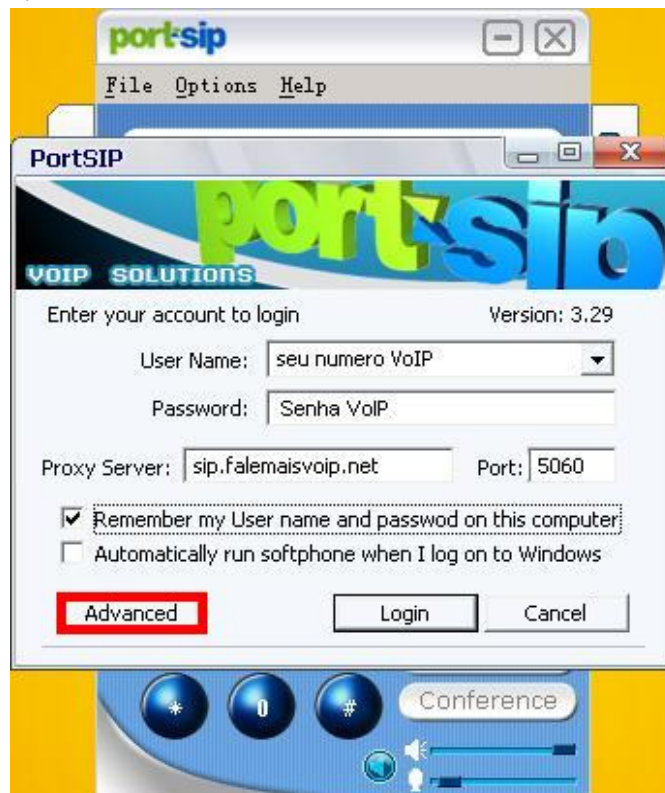 port-sip
File Options Help
PortSIP
port-sip
VOIP SOLUTIONS
Enter your account to login Version: 3.29
User Name: seu numero VoIP
Password: Senha VoIP
Proxy Server: sip.falemaisvoip.net Port: 5060
Remember my User name and passwod on this computer
Automatically run softphone when I log on to Windows
Advanced Login Cancel
* 0 # Conference